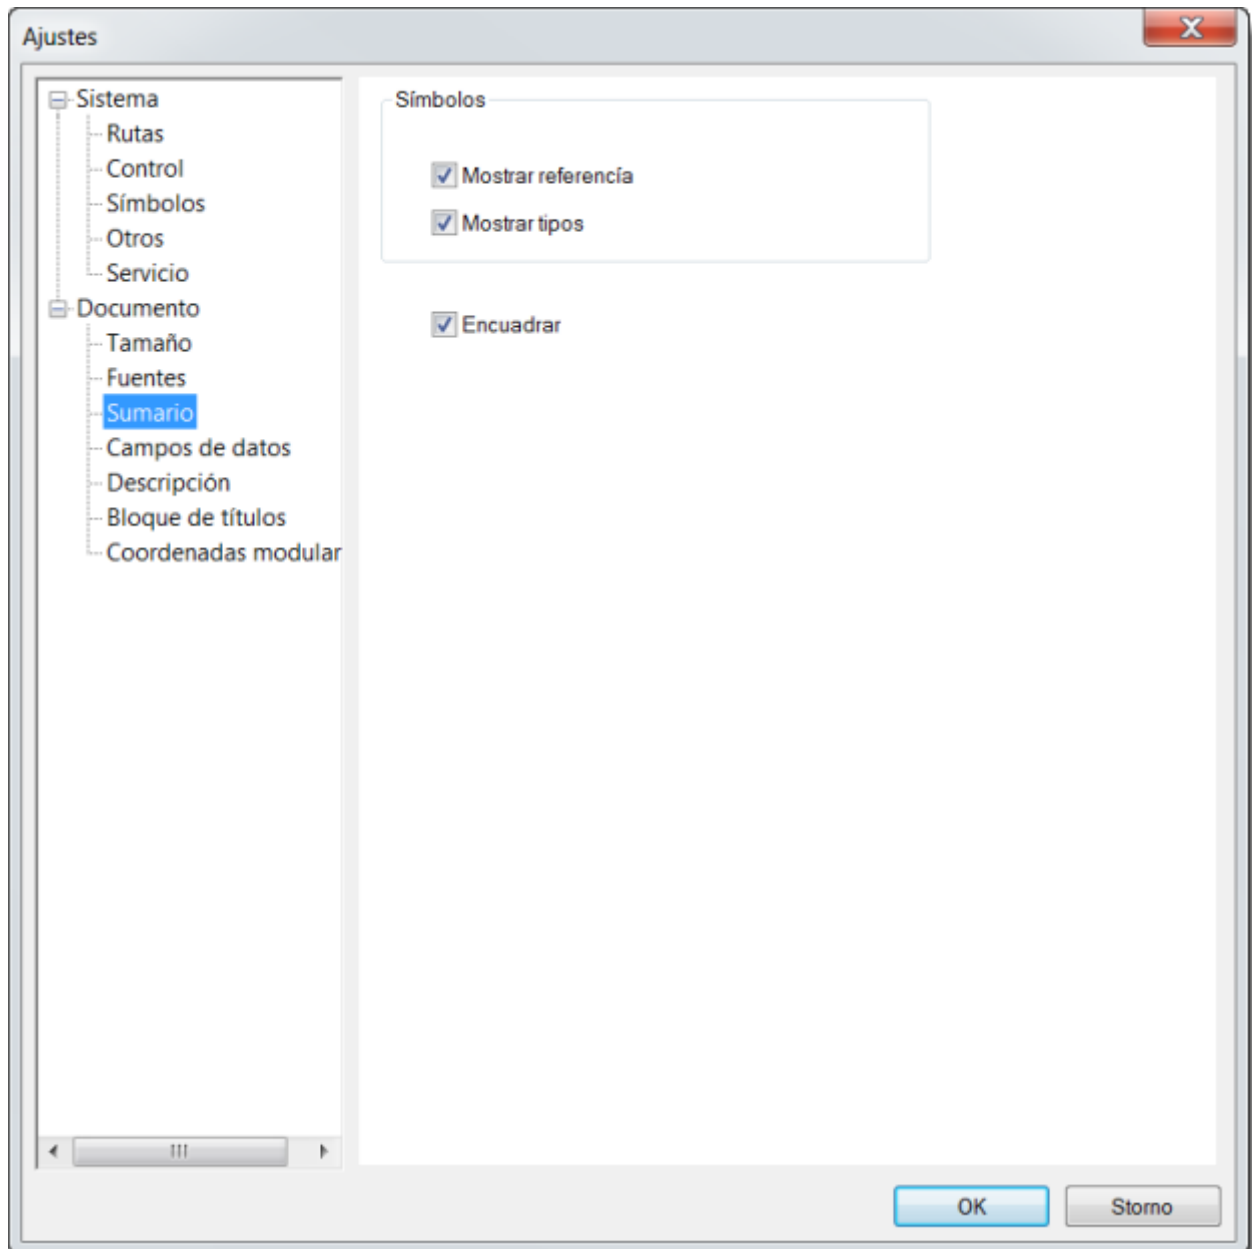 Ajustes
Sistema
Rutas
Control
Símbolos
Otros
Servicio
Documento
Tamaño
Fuentes
Sumario
Campos de datos
Descripción
Bloque de títulos
Coordenadas modular
Símbolos
Mostrar referencía
Mostrar tipos
Encuadrar
OK
Storno